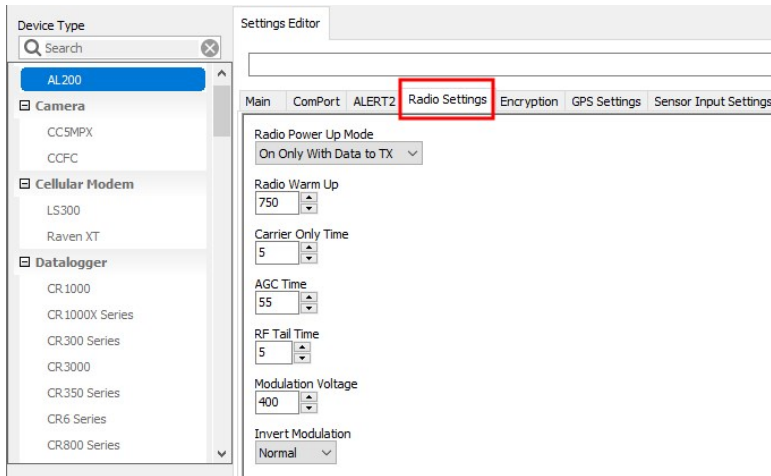 Device Type
Search
AL200
Camera
CC5MPX
CCFC
Cellular Modem
LS300
Raven XT
Datalogger
CR1000
CR1000X Series
CR300 Series
CR3000
CR350 Series
CR6 Series
CR800 Series
Settings Editor
Main ComPort ALERT2 Radio Settings Encryption GPS Settings Sensor Input Settings
Radio Power Up Mode
On Only With Data to TX
Radio Warm Up
750
Carrier Only Time
5
AGC Time
55
RF Tail Time
5
Modulation Voltage
400
Invert Modulation
Normal